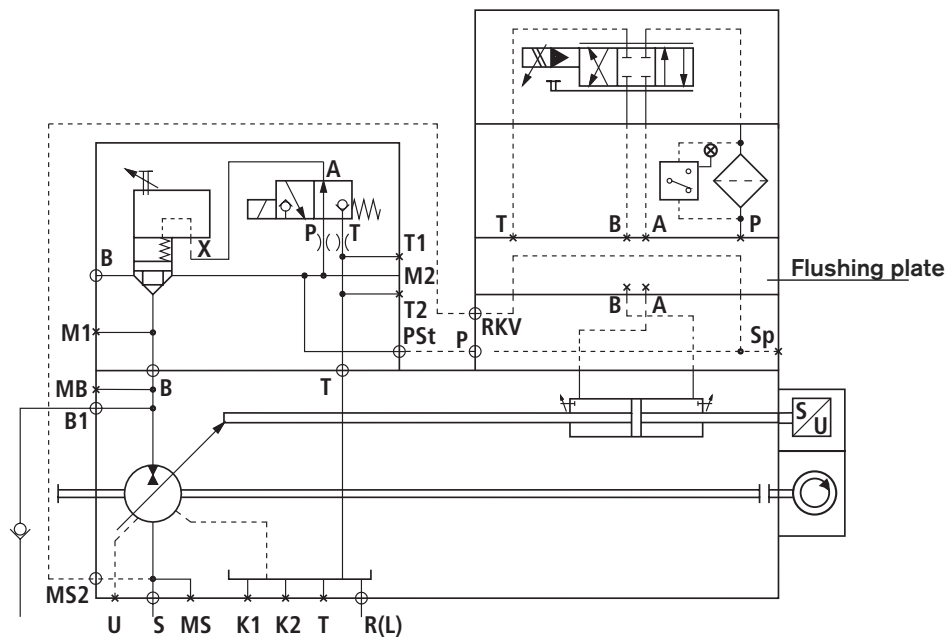 A
P T
X
B
T1
M2
T2
M1
PSt
P
RKV
T B A P
Flushing plate
B A
Sp
MB
B
T
B1
S
U
MS2
U S MS K1 K2 T R(L)